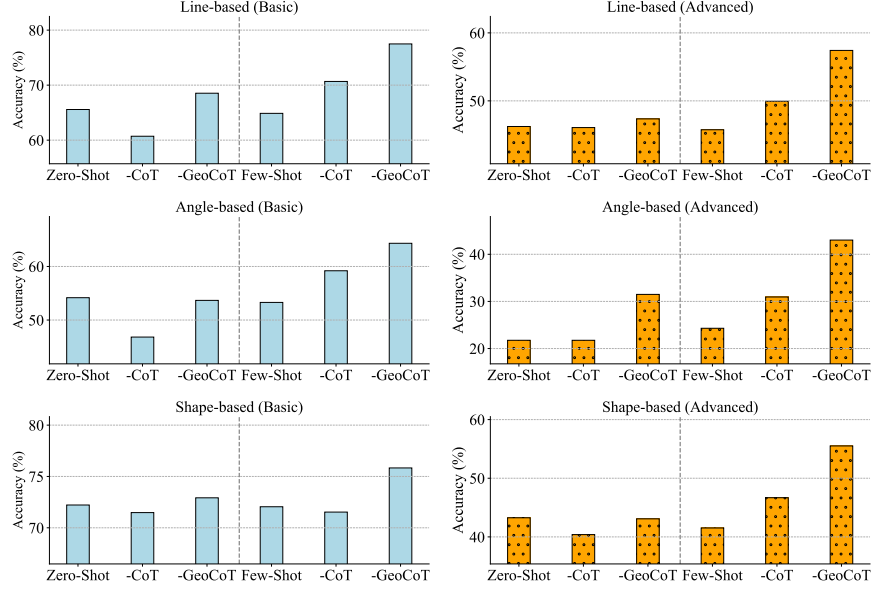 Line-based (Basic)
Accuracy (%)
80
70
60
Zero-Shot -CoT -GeoCoT Few-Shot -CoT -GeoCoT
Line-based (Advanced)
Accuracy (%)
60
50
Zero-Shot -CoT -GeoCoT Few-Shot -CoT -GeoCoT
Angle-based (Basic)
Accuracy (%)
60
50
Zero-Shot -CoT -GeoCoT Few-Shot -CoT -GeoCoT
Angle-based (Advanced)
Accuracy (%)
40
30
20
Zero-Shot -CoT -GeoCoT Few-Shot -CoT -GeoCoT
Shape-based (Basic)
Accuracy (%)
80
75
70
Zero-Shot -CoT -GeoCoT Few-Shot -CoT -GeoCoT
Shape-based (Advanced)
Accuracy (%)
60
50
40
Zero-Shot -CoT -GeoCoT Few-Shot -CoT -GeoCoT